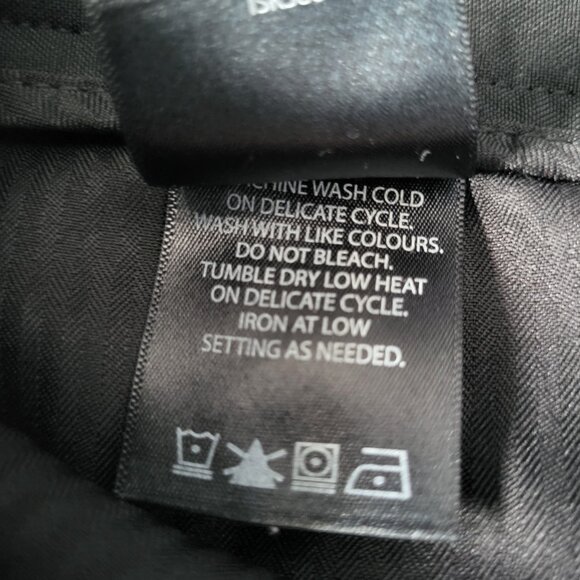 WASH COLD
ON DELICATE CYCLE.
WASH WITH LIKE COLOURS.
DO NOT BLEACH.
TUMBLE DRY LOW HEAT
ON DELICATE CYCLE.
IRON AT LOW
SETTING AS NEEDED.